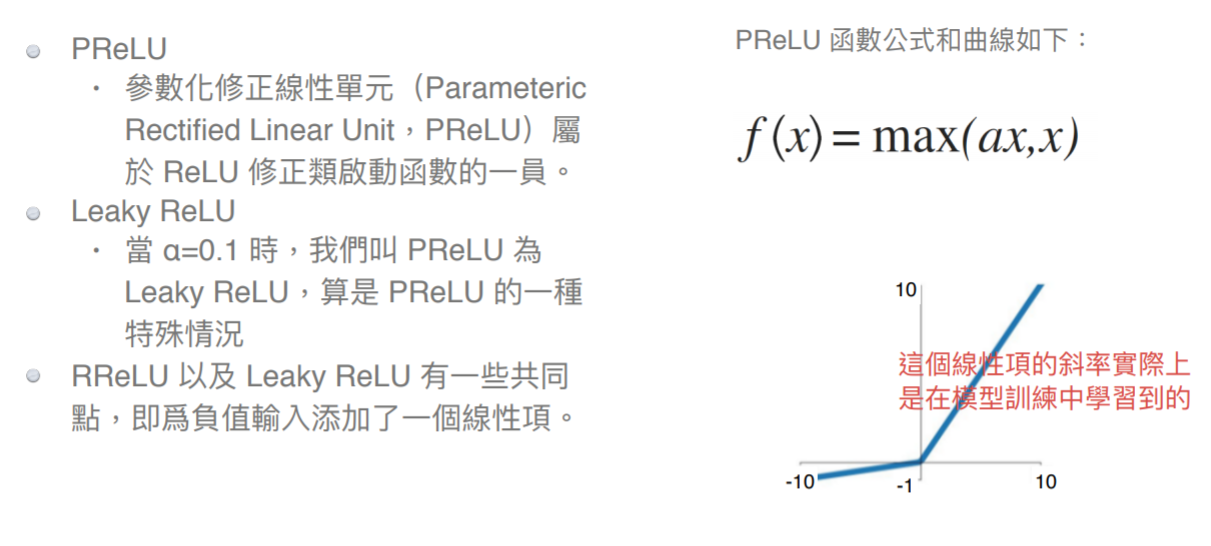 PReLU
參數化修正線性單元（Parameteric
Rectified Linear Unit，PReLU）屬
於 ReLU 修正類啟動函數的一員。
Leaky ReLU
當 α=0.1 時，我們叫 PReLU 為
Leaky ReLU，算是 PReLU 的一種
特殊情況
RReLU 以及 Leaky ReLU 有一些共同
點，即爲負值輸入添加了一個線性項。
PReLU 函數公式和曲線如下：
f(x) = max(ax,x)
10
這個線性項的斜率實際上
是在模型訓練中學習到的
-10
-1
10